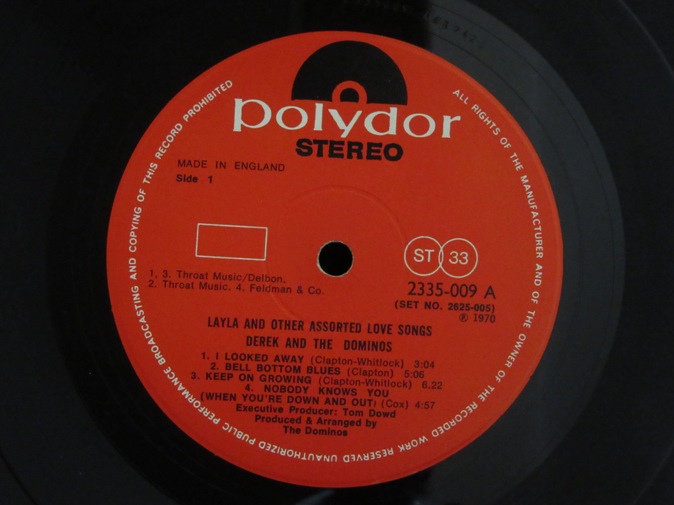 polydor
STEREO
MADE IN ENGLAND
Side 1
ST 33
1, 3. Throat Music/Delbon.
2. Throat Music. 4. Feldman & Co.
2335-009 A
(SET NO. 2625-005)
℗ 1970
LAYLA AND OTHER ASSORTED LOVE SONGS
DEREK AND THE DOMINOS
1. I LOOKED AWAY (Clapton-Whitlock) 3:04
2. BELL BOTTOM BLUES (Clapton) 5:06
3. KEEP ON GROWING (Clapton-Whitlock) 6.22
4. NOBODY KNOWS YOU
(WHEN YOU'RE DOWN AND OUT) (Cox) 4:57
Executive Producer: Tom Dowd
Produced & Arranged by
The Dominos
ALL RIGHTS OF THE MANUFACTURER AND OF THE OWNER OF THE RECORDED WORK RESERVED UNAUTHORIZED PUBLIC PERFORMANCE BROADCASTING AND COPYING OF THIS RECORD PROHIBITED